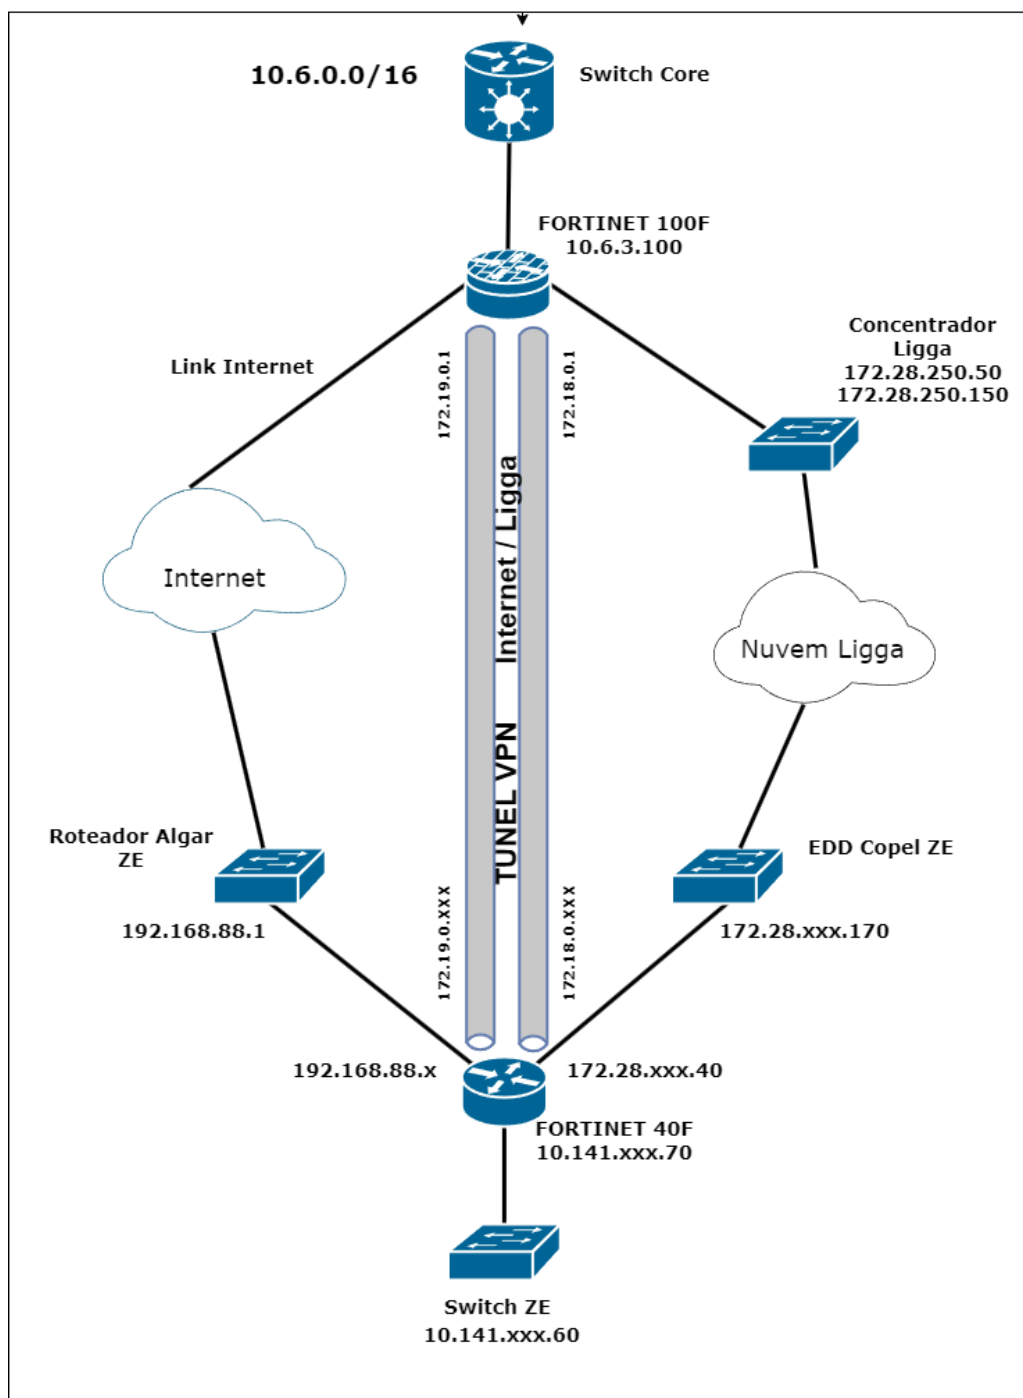 10.6.0.0/16
Switch Core
FORTINET 100F
10.6.3.100
Link Internet
172.19.0.1
172.18.0.1
Concentrador
Ligga
172.28.250.50
172.28.250.150
Internet
Nuvem Ligga
TUNEL VPN Internet / Ligga
Roteador Algar
ZE
192.168.88.1
EDD Copel ZE
172.28.xxx.170
172.19.0.XXX
172.18.0.XXX
192.168.88.x
172.28.xxx.40
FORTINET 40F
10.141.xxx.70
Switch ZE
10.141.xxx.60